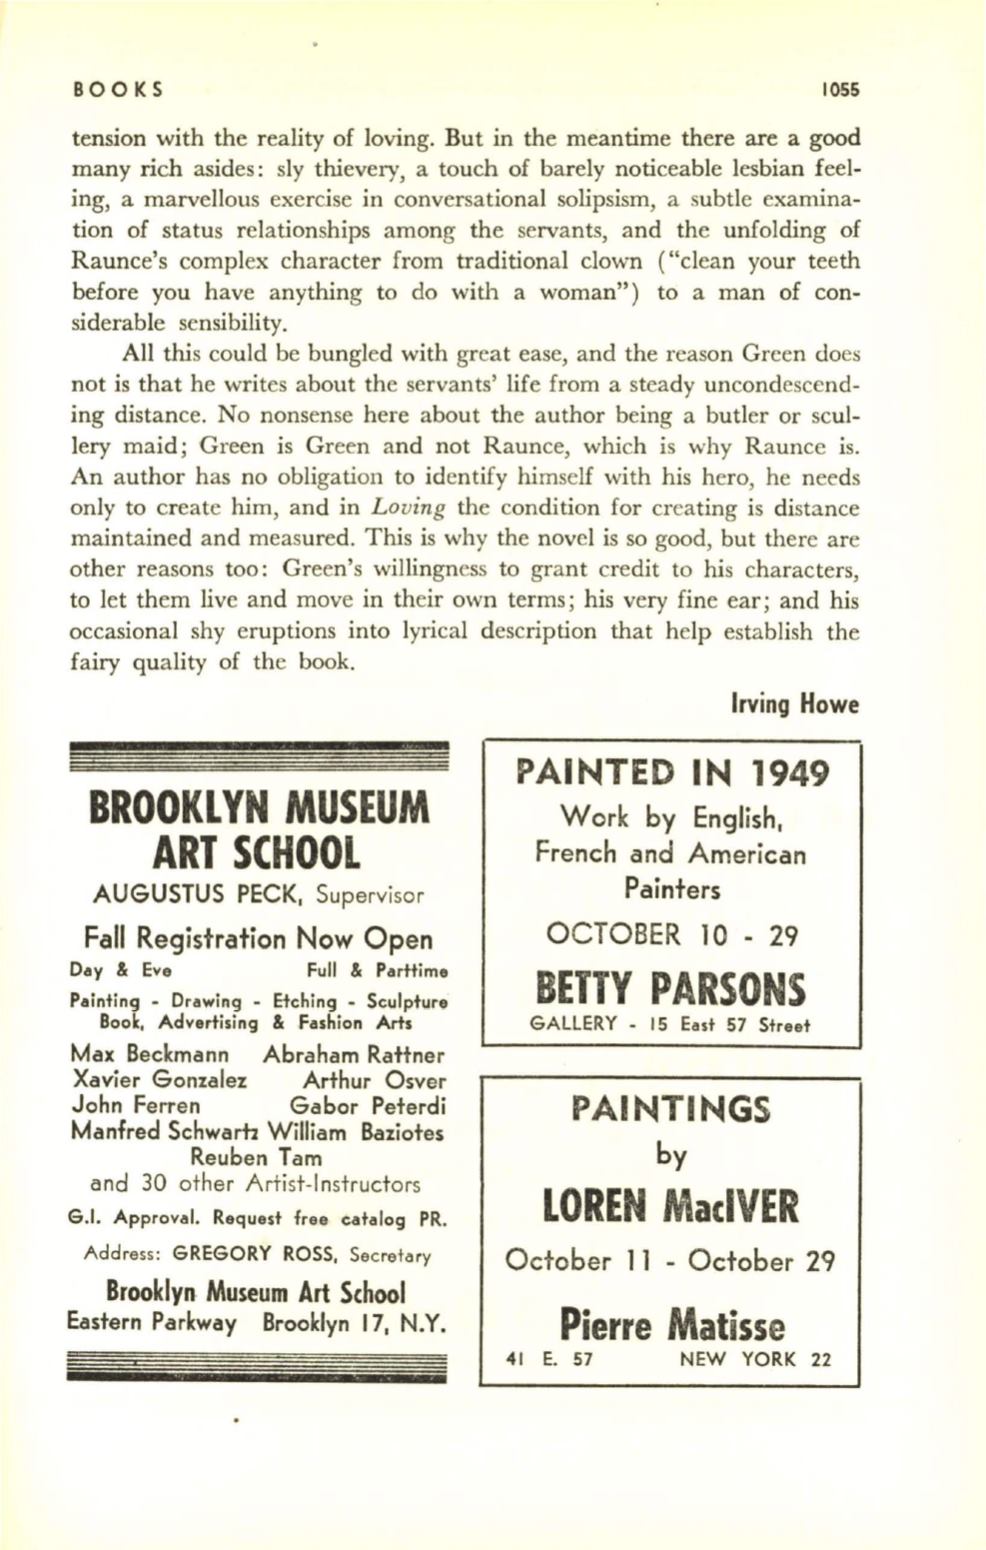 BOOKS 1055
tension with the reality of loving. But in the meantime there are a good
many rich asides: sly thievery, a touch of barely noticeable lesbian feel-
ing, a marvellous exercise in conversational solipsism, a subtle examina-
tion of status relationships among the servants, and the unfolding of
Raunce's complex character from traditional clown ("clean your teeth
before you have anything to do with a woman") to a man of con-
siderable sensibility.
All this could be bungled with great ease, and the reason Green does
not is that he writes about the servants' life from a steady uncondescend-
ing distance. No nonsense here about the author being a butler or scul-
lery maid; Green is Green and not Raunce, which is why Raunce is.
An author has no obligation to identify himself with his hero, he needs
only to create him, and in Loving the condition for creating is distance
maintained and measured. This is why the novel is so good, but there are
other reasons too: Green's willingness to grant credit to his characters,
to let them live and move in their own terms; his very fine ear; and his
occasional shy eruptions into lyrical description that help establish the
fairy quality of the book.
Irving Howe
BROOKLYN MUSEUM
ART SCHOOL
AUGUSTUS PECK, Supervisor
Fall Registration Now Open
Day & Eve Full & Parttime
Painting - Drawing - Etching - Sculpture
Book, Advertising & Fashion Arts
Max Beckmann Abraham Rattner
Xavier Gonzalez Arthur Osver
John Ferren Gabor Peterdi
Manfred Schwartz William Baziotes
Reuben Tam
and 30 other Artist-Instructors
G.I. Approval. Request free catalog PR.
Address: GREGORY ROSS, Secretary
Brooklyn Museum Art School
Eastern Parkway Brooklyn 17, N.Y.
PAINTED IN 1949
Work by English,
French and American
Painters
OCTOBER 10 - 29
BETTY PARSONS
GALLERY - 15 East 57 Street
PAINTINGS
by
LOREN MacIVER
October 11 - October 29
Pierre Matisse
41 E. 57 NEW YORK 22